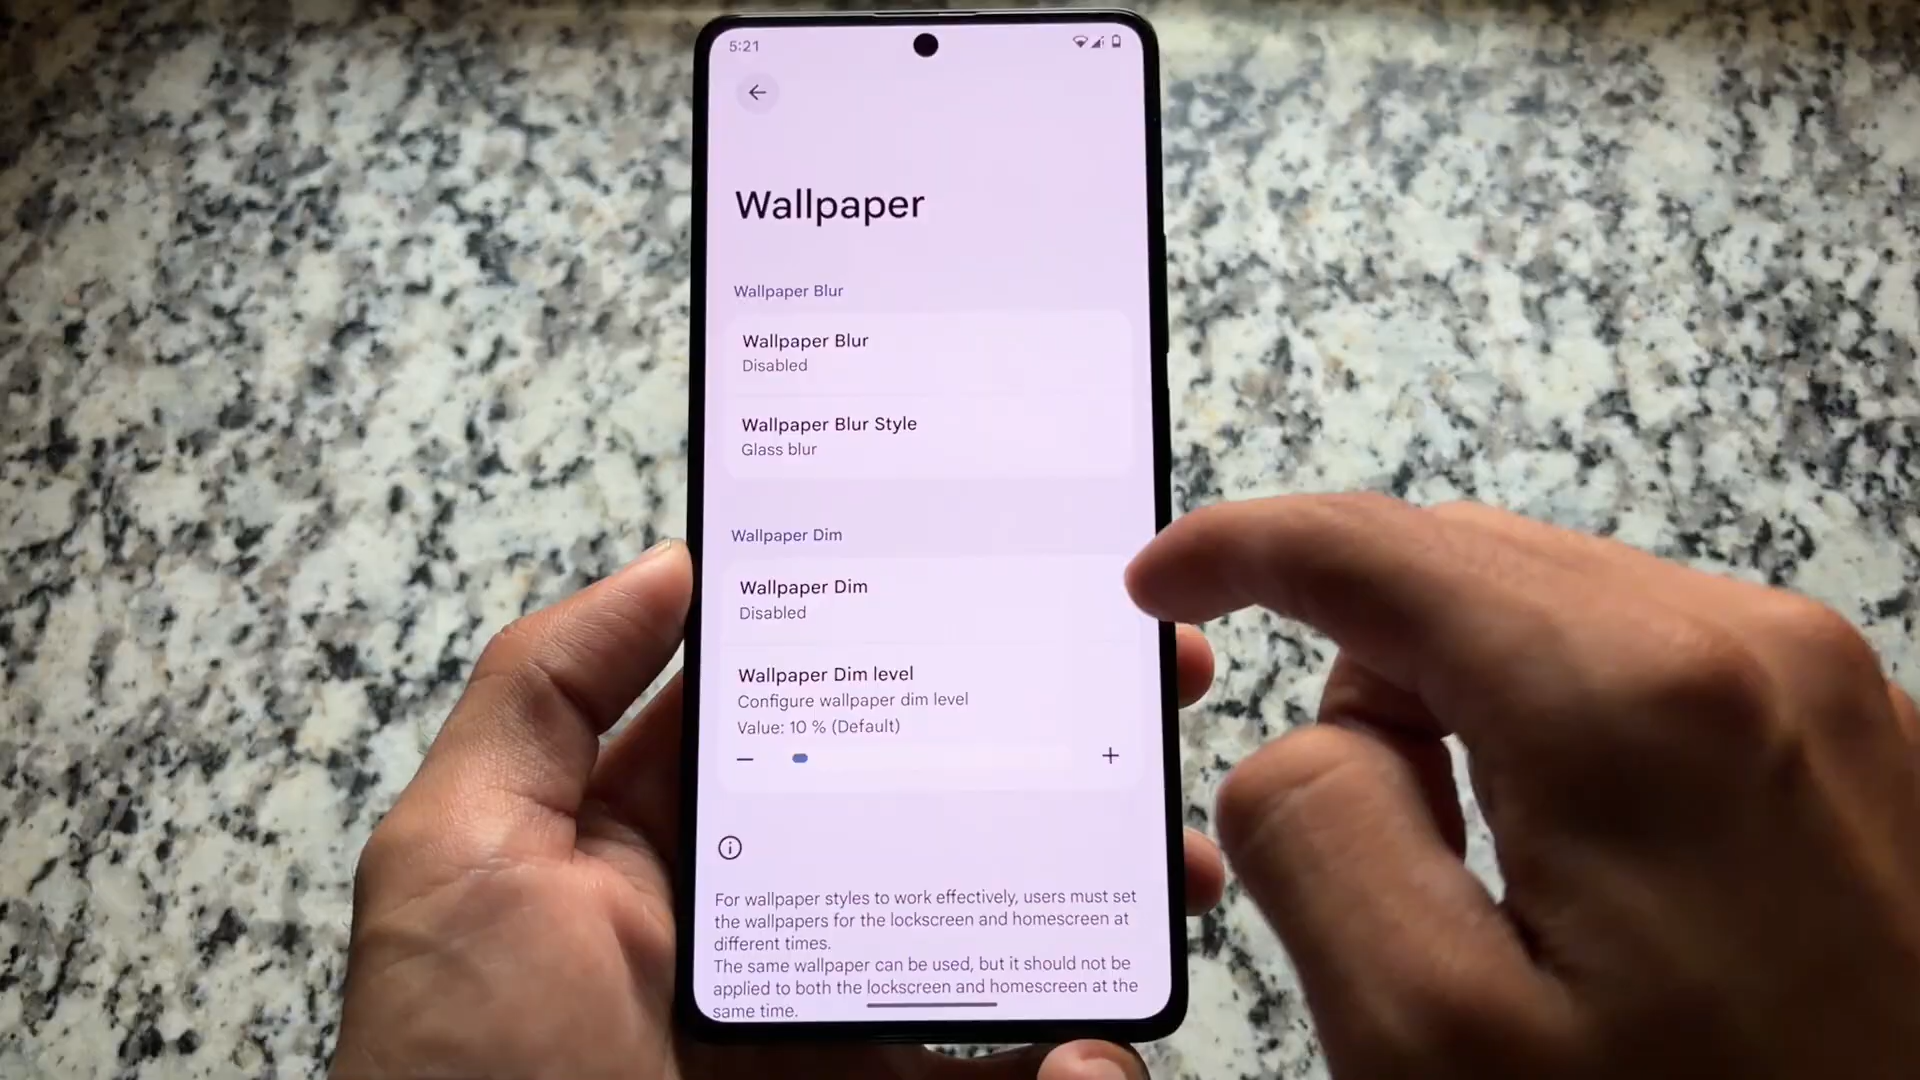 5:21
Wallpaper
Wallpaper Blur
Wallpaper Blur
Disabled
Wallpaper Blur Style
Glass blur
Wallpaper Dim
Wallpaper Dim
Disabled
Wallpaper Dim level
Configure wallpaper dim level
Value: 10 % (Default)
For wallpaper styles to work effectively, users must set
the wallpapers for the lockscreen and homescreen at
different times.
The same wallpaper can be used, but it should not be
applied to both the lockscreen and homescreen at the
same time.